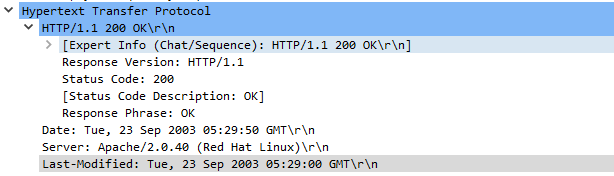 Hypertext Transfer Protocol
HTTP/1.1 200 OK\r\n
[Expert Info (Chat/Sequence): HTTP/1.1 200 OK\r\n]
Response Version: HTTP/1.1
Status Code: 200
[Status Code Description: OK]
Response Phrase: OK
Date: Tue, 23 Sep 2003 05:29:50 GMT\r\n
Server: Apache/2.0.40 (Red Hat Linux)\r\n
Last-Modified: Tue, 23 Sep 2003 05:29:00 GMT\r\n